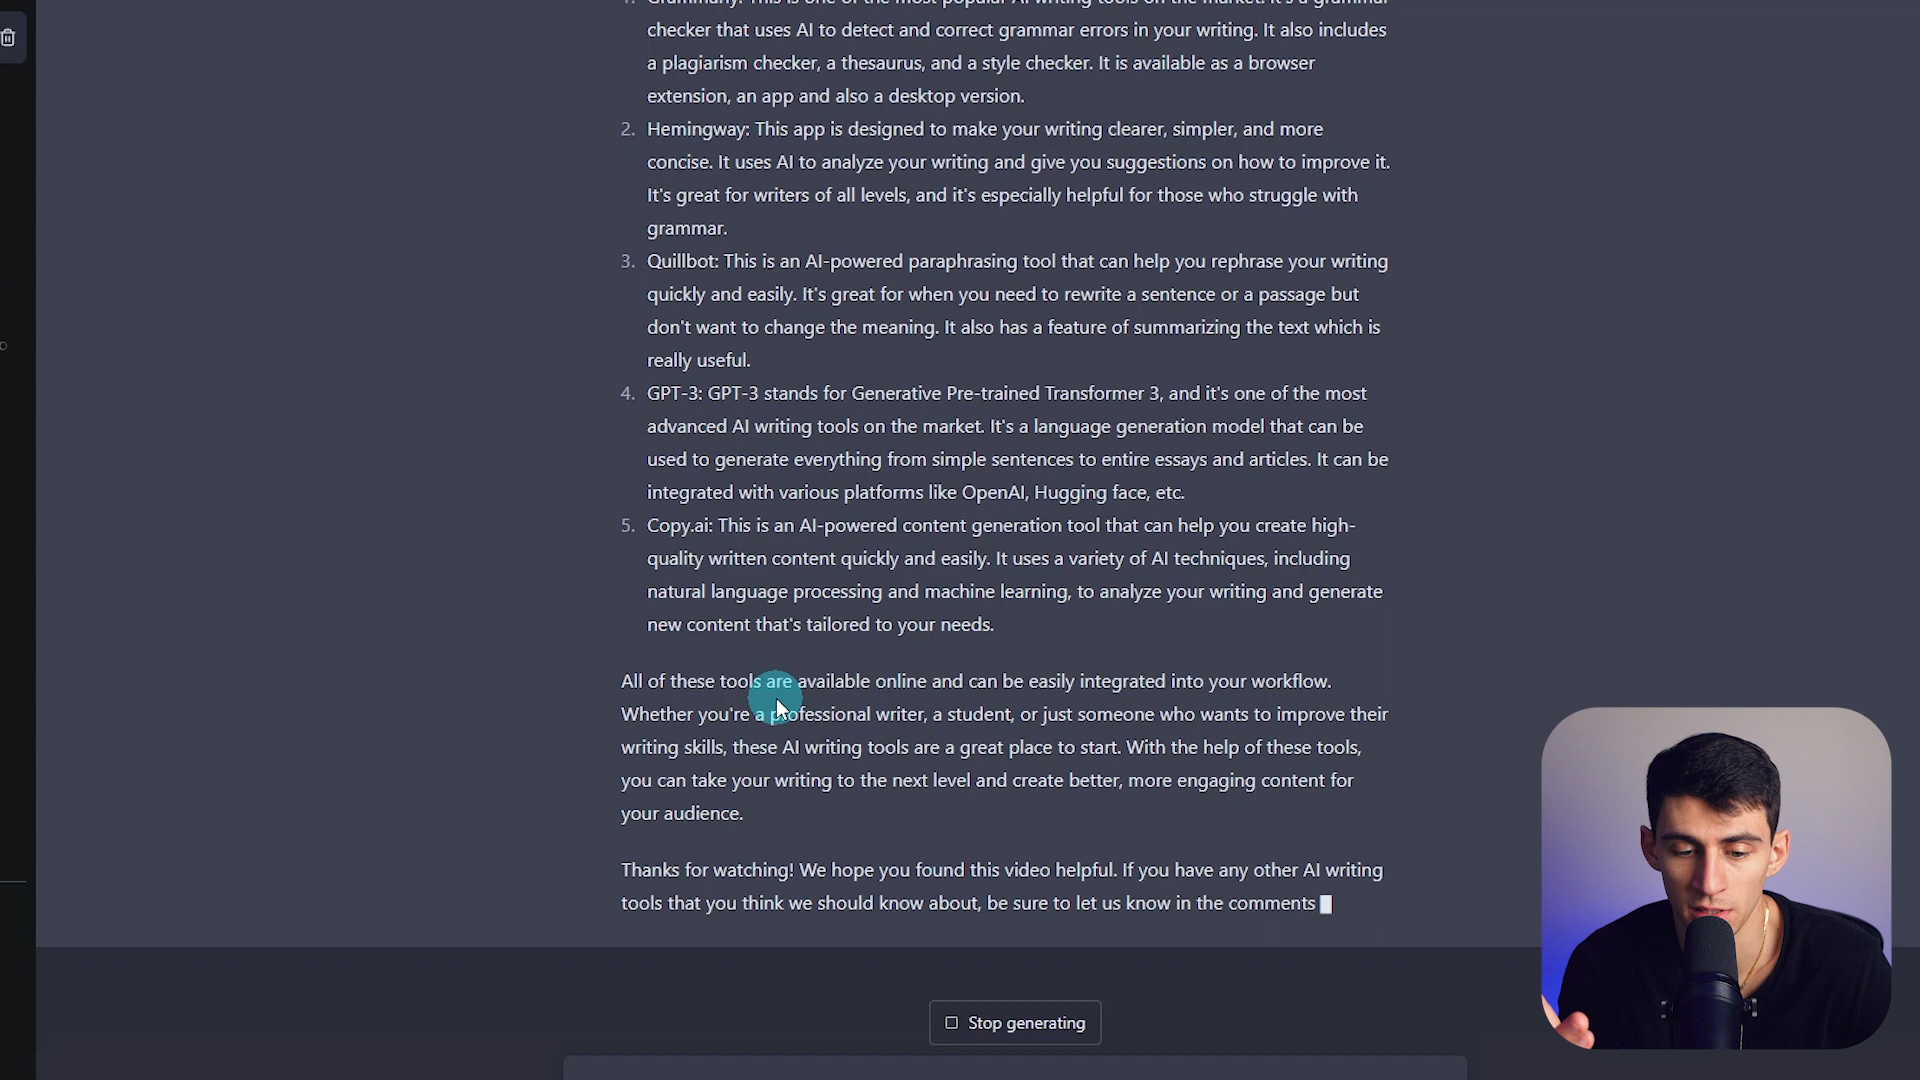 1. Grammarly: This is one of the most popular AI writing tools on the market. It's a grammar
checker that uses AI to detect and correct grammar errors in your writing. It also includes
a plagiarism checker, a thesaurus, and a style checker. It is available as a browser
extension, an app and also a desktop version.
2. Hemingway: This app is designed to make your writing clearer, simpler, and more
concise. It uses AI to analyze your writing and give you suggestions on how to improve it.
It's great for writers of all levels, and it's especially helpful for those who struggle with
grammar.
3. Quillbot: This is an AI-powered paraphrasing tool that can help you rephrase your writing
quickly and easily. It's great for when you need to rewrite a sentence or a passage but
don't want to change the meaning. It also has a feature of summarizing the text which is
really useful.
4. GPT-3: GPT-3 stands for Generative Pre-trained Transformer 3, and it's one of the most
advanced AI writing tools on the market. It's a language generation model that can be
used to generate everything from simple sentences to entire essays and articles. It can be
integrated with various platforms like OpenAI, Hugging face, etc.
5. Copy.ai: This is an AI-powered content generation tool that can help you create high-
quality written content quickly and easily. It uses a variety of AI techniques, including
natural language processing and machine learning, to analyze your writing and generate
new content that's tailored to your needs.
All of these tools are available online and can be easily integrated into your workflow.
Whether you're a professional writer, a student, or just someone who wants to improve their
writing skills, these AI writing tools are a great place to start. With the help of these tools,
you can take your writing to the next level and create better, more engaging content for
your audience.
Thanks for watching! We hope you found this video helpful. If you have any other AI writing
tools that you think we should know about, be sure to let us know in the comments
Stop generating